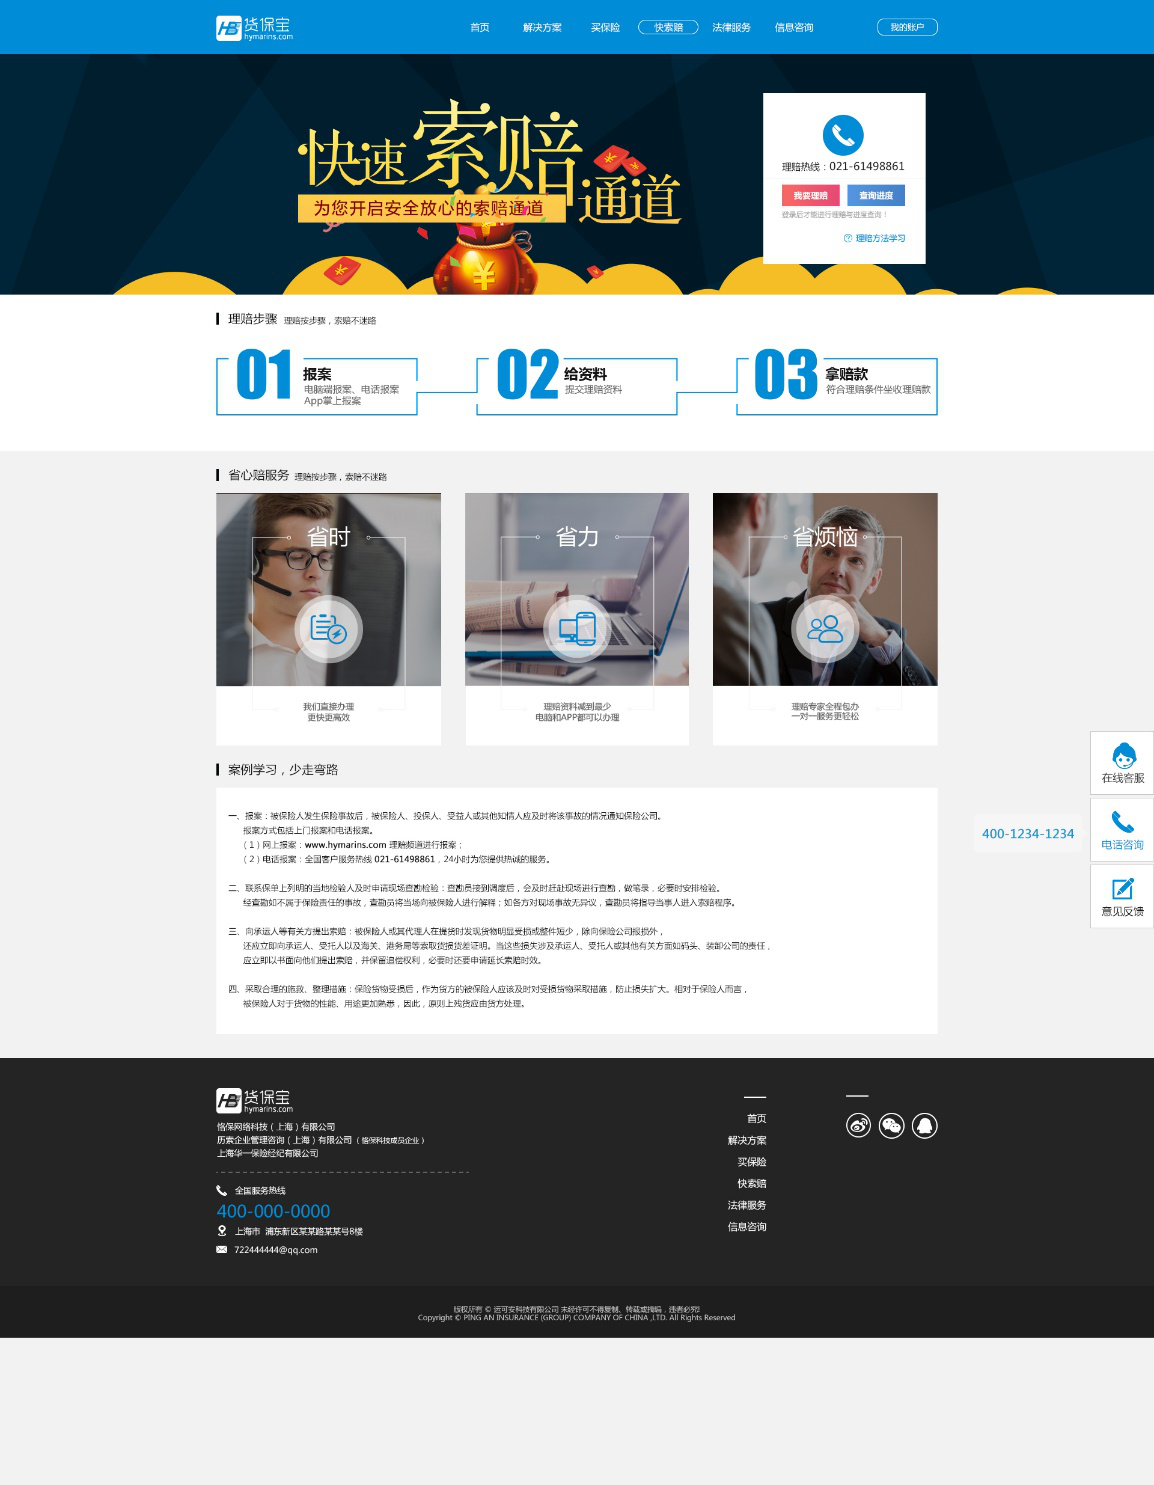 HB 货保宝
hymarins.com
首页 解决方案 买保险 快索赔 法律服务 信息咨询 我的账户
快速索赔通道
为您开启安全放心的索赔通道
理赔热线：021-61498861
我要理赔 查询进度
登录后才能进行理赔与进度查询！
理赔方法学习
理赔步骤 理赔按步骤，索赔不迷路
01 报案
电脑端报案、电话报案
App掌上报案
02 给资料
提交理赔资料
03 拿赔款
符合理赔条件坐收理赔款
省心赔服务 理赔按步骤，索赔不迷路
省时
我们直接办理
更快更高效
省力
理赔资料减到最少
电脑和APP都可以办理
省烦恼
理赔专家全程包办
一对一服务更轻松
在线客服
400-1234-1234
电话咨询
意见反馈
案例学习，少走弯路
一、报案：被保险人发生保险事故后，被保险人、投保人、受益人或其他知情人应及时将该事故的情况通知保险公司。
报案方式包括上门报案和电话报案。
（1）网上报案：www.hymarins.com 理赔频道进行报案；
（2）电话报案：全国客户服务热线 021-61498861，24小时为您提供热诚的服务。
二、联系保单上列明的当地检验人及时申请现场查勘检验：查勘员接到调度后，会及时赶赴现场进行查勘，做笔录，必要时安排检验。
经查勘如不属于保险责任的事故，查勘员将当场向被保险人进行解释；如各方对现场事故无异议，查勘员将指导当事人进入索赔程序。
三、向承运人等有关方提出索赔：被保险人或其代理人在提货时发现货物明显受损或整件短少，除向保险公司报损外，
还应立即向承运人、受托人以及海关、港务局等索取货损货差证明。当这些损失涉及承运人、受托人或其他有关方面如码头、装卸公司的责任，
应立即以书面向他们提出索赔，并保留追偿权利，必要时还要申请延长索赔时效。
四、采取合理的施救、整理措施：保险货物受损后，作为货方的被保险人应该及时对受损货物采取措施，防止损失扩大。相对于保险人而言，
被保险人对于货物的性能、用途更加熟悉，因此，原则上残货应由货方处理。
HB 货保宝
hymarins.com
恪保网络科技（上海）有限公司
历索企业管理咨询（上海）有限公司（恪保科技成员企业）
上海华一保险经纪有限公司
全国服务热线
400-000-0000
上海市 浦东新区某某路某某号8楼
722444444@qq.com
首页
解决方案
买保险
快索赔
法律服务
信息咨询
版权所有 © 运可安科技有限公司 未经许可不得复制、转载或摘编，违者必究!
Copyright © PING AN INSURANCE (GROUP) COMPANY OF CHINA ,LTD. All Rights Reserved